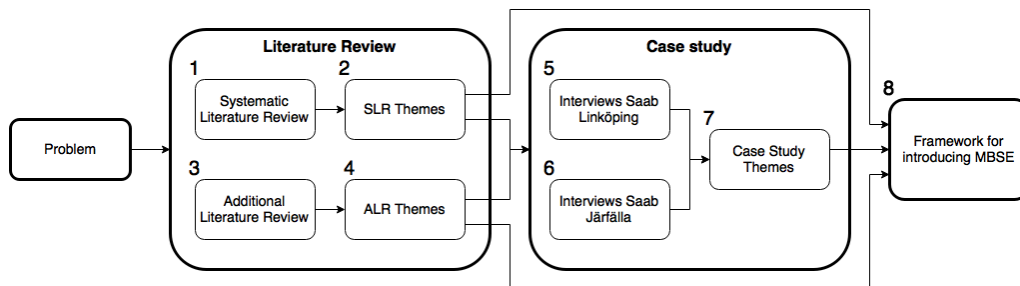 Problem
Literature Review
1
Systematic
Literature Review
2
SLR Themes
3
Additional
Literature Review
4
ALR Themes
Case study
5
Interviews Saab
Linköping
6
Interviews Saab
Järfälla
7
Case Study
Themes
8
Framework for
introducing MBSE